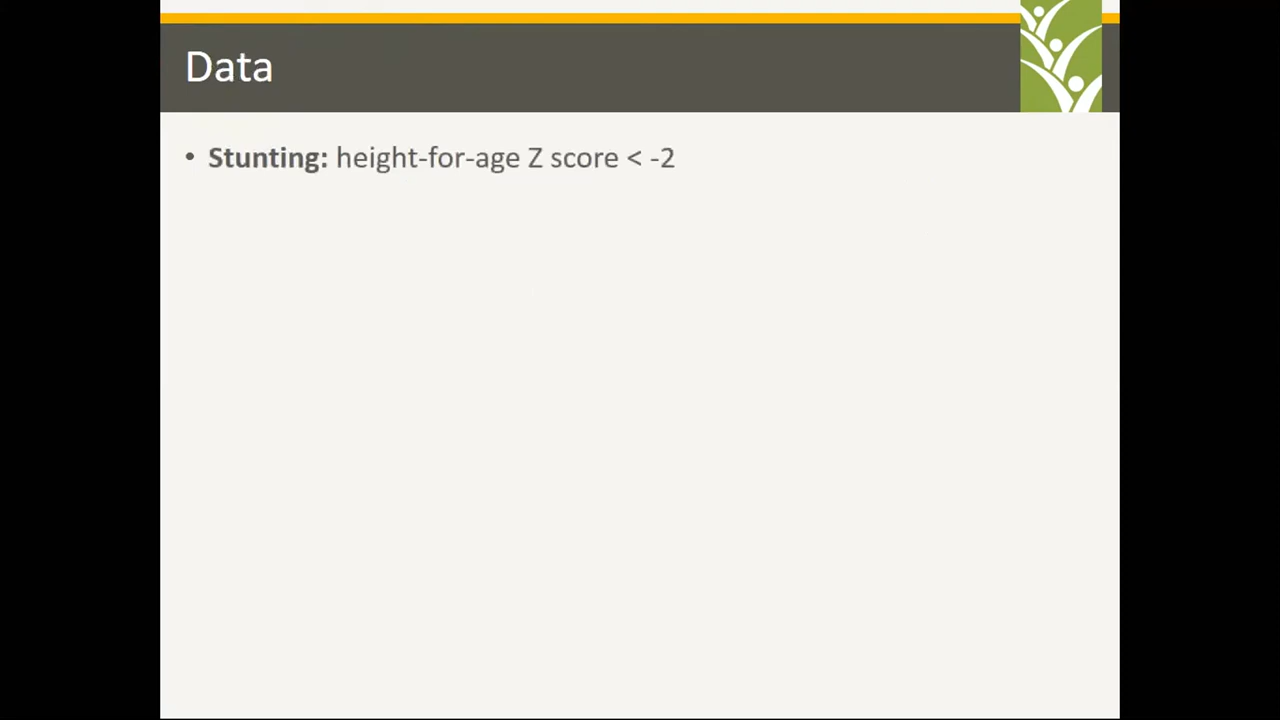 Data
• Stunting: height-for-age Z score < -2